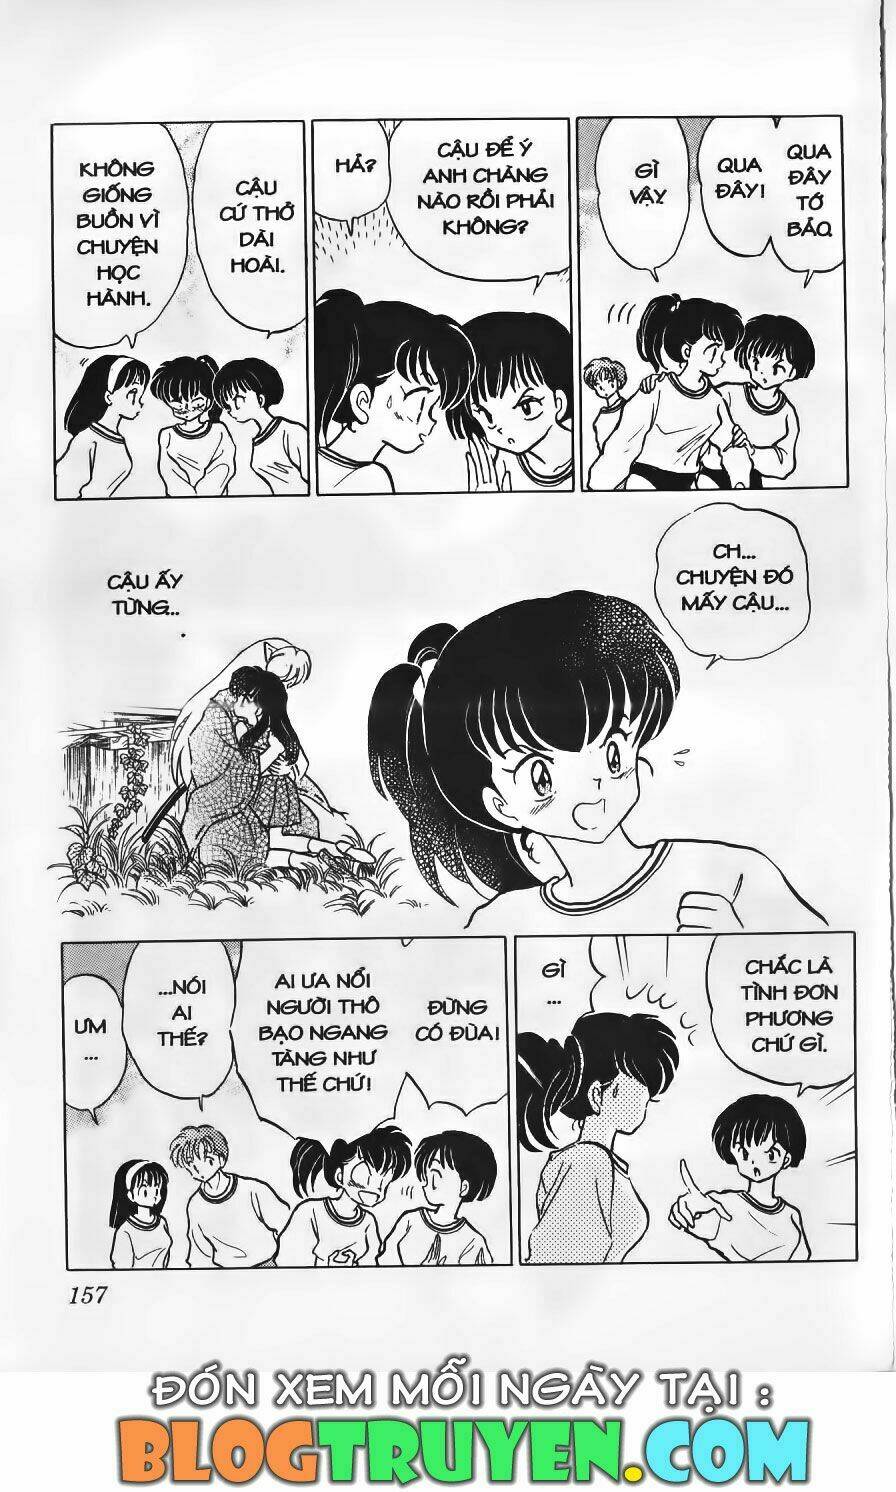 QUA
ĐÂY
TỚ
BẢO.
QUA
ĐÂY!
GÌ
VẬY.
CẬU ĐỂ Ý
ANH CHÀNG
NÀO RỒI PHẢI
KHÔNG?
HẢ?
CẬU
CỨ THỞ
DÀI
HOÀI.
KHÔNG
GIỐNG
BUỒN VÌ
CHUYỆN
HỌC
HÀNH.
CH...
CHUYỆN ĐÓ
MẤY CẬU...
CẬU ẤY
TỪNG...
CHẮC LÀ
TÌNH ĐƠN
PHƯƠNG
CHỨ GÌ.
GÌ
...
ĐỪNG
CÓ ĐÙA!
AI ƯA NỔI
NGƯỜI THÔ
BẠO NGANG
TÀNG NHƯ
THẾ CHỨ!
...NÓI
AI
THẾ?
ƯM
...
157
ĐÓN XEM MỖI NGÀY TẠI :
BLOGTRUYEN.COM